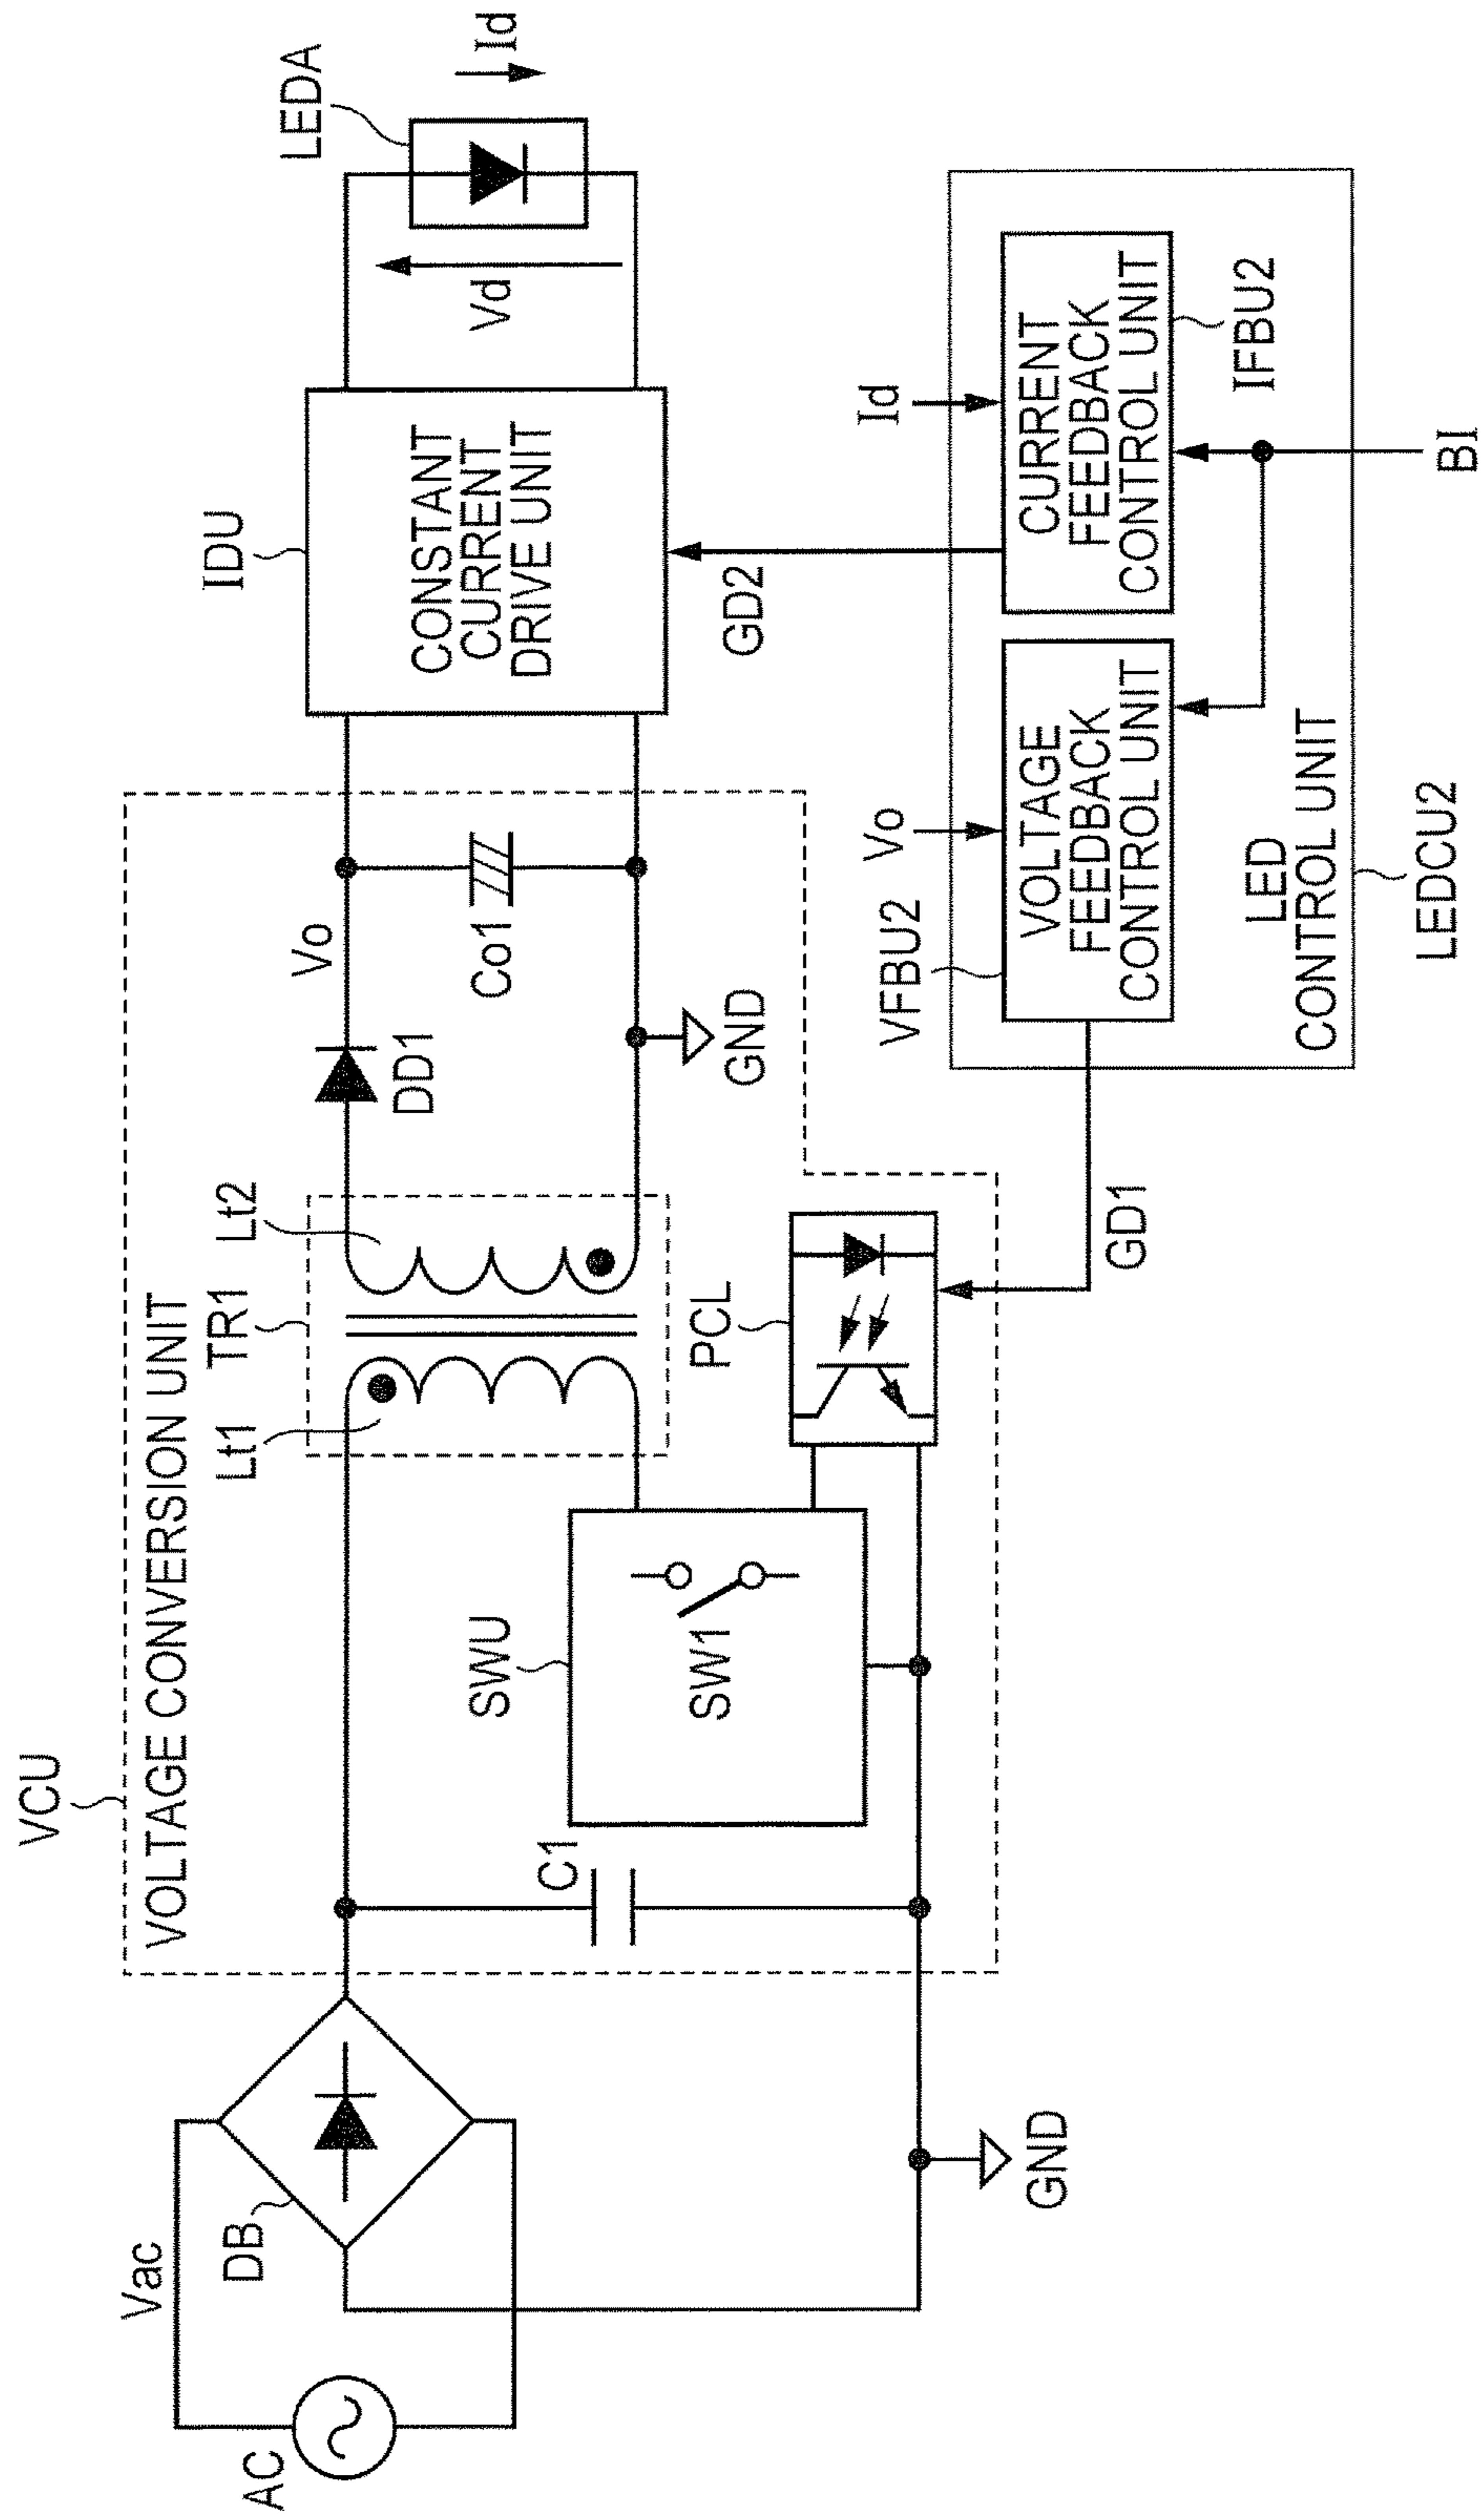 VCU
VOLTAGE CONVERSION UNIT
Vac
AC
DB
GND
C1
SWU
SW1
Lt1
TR1
Lt2
PCL
DD1
Vo
Co1
GND
GD1
IDU
CONSTANT
CURRENT
DRIVE UNIT
LEDA
Id
Vd
GD2
Vo
VFBU2
VOLTAGE
FEEDBACK
CONTROL UNIT
Id
CURRENT
FEEDBACK
CONTROL UNIT
IFBU2
LED
CONTROL UNIT
LEDCU2
BI